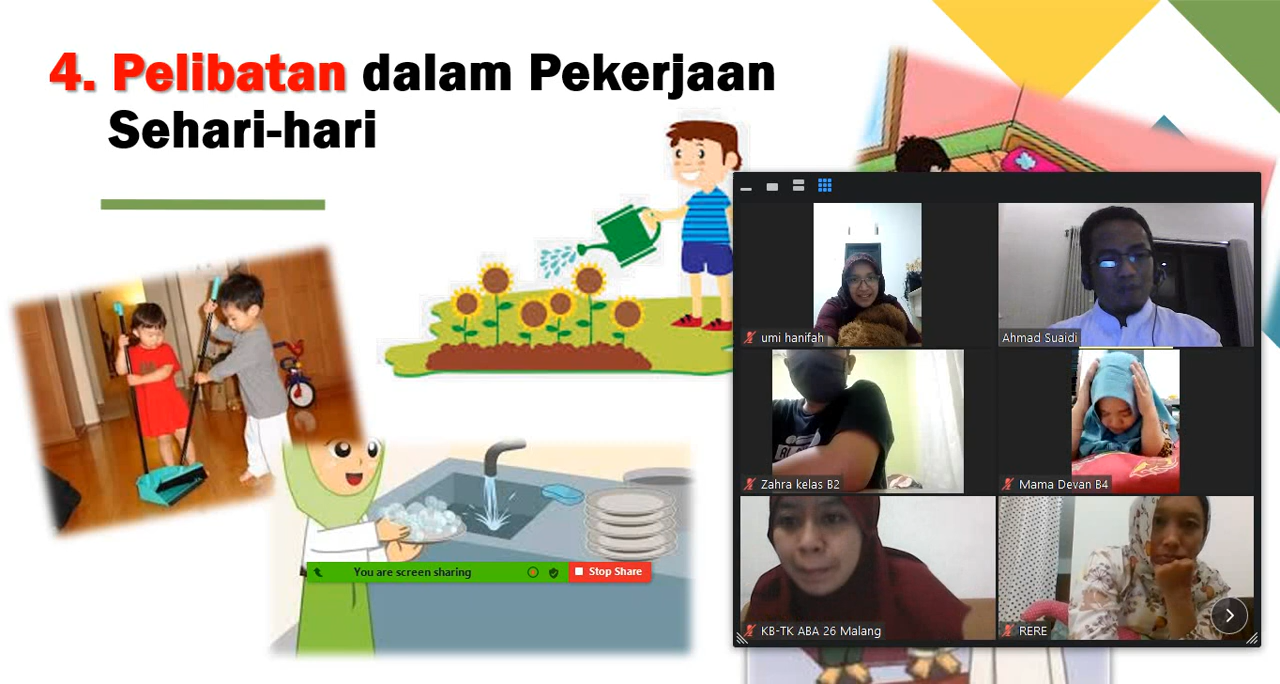 4. Pelibatan dalam Pekerjaan
Sehari-hari
umi hanifah
Ahmad Suaidi
Zahra kelas B2
Mama Devan B4
KB-TK ABA 26 Malang
RERE
You are screen sharing
Stop Share